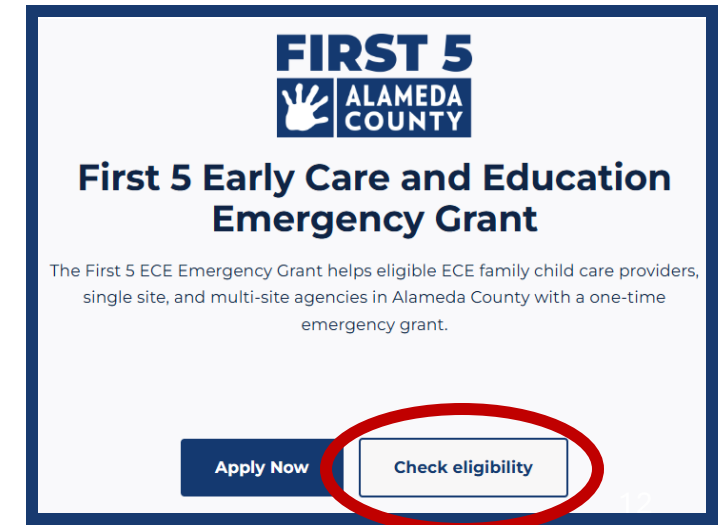 FIRST 5
ALAMEDA
COUNTY
First 5 Early Care and Education
Emergency Grant
The First 5 ECE Emergency Grant helps eligible ECE family child care providers,
single site, and multi-site agencies in Alameda County with a one-time
emergency grant.
Apply Now
Check eligibility
12